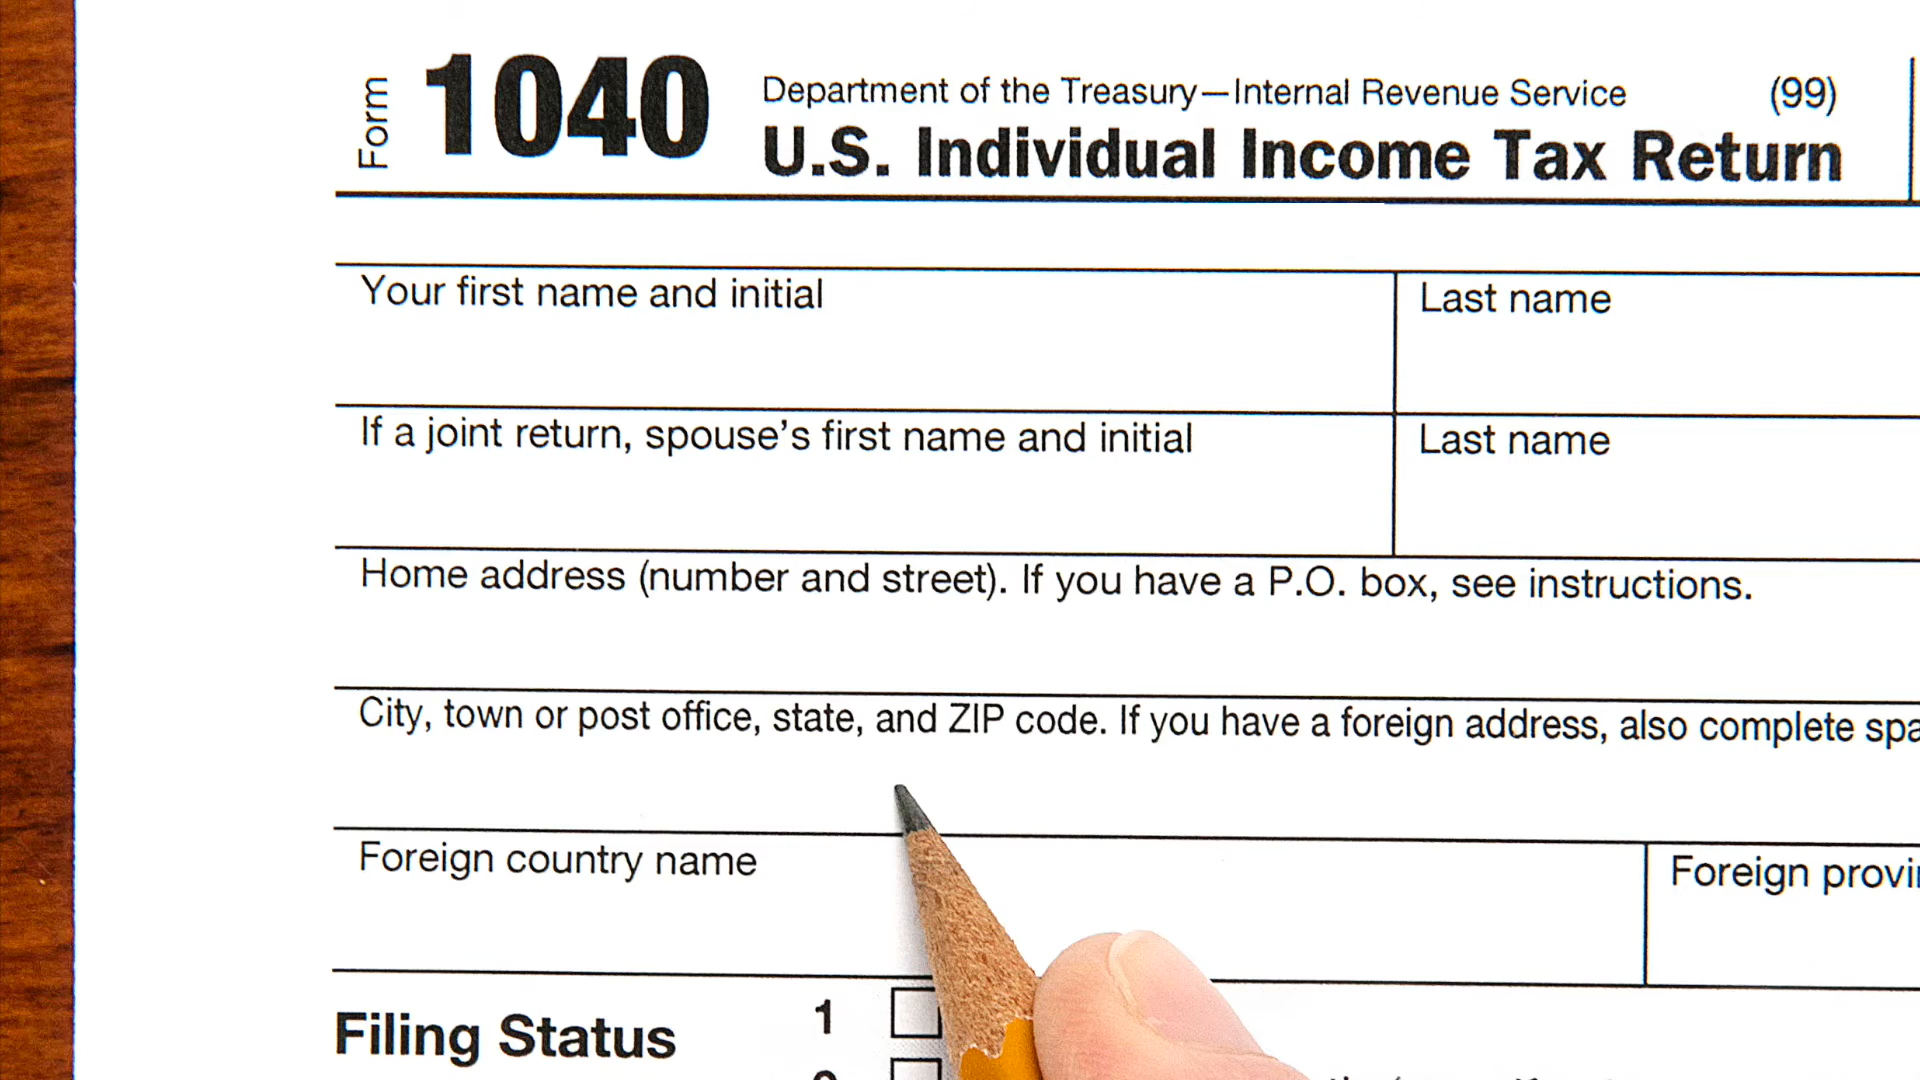 Form 1040
Department of the Treasury—Internal Revenue Service (99)
U.S. Individual Income Tax Return
Your first name and initial Last name
If a joint return, spouse’s first name and initial Last name
Home address (number and street). If you have a P.O. box, see instructions.
City, town or post office, state, and ZIP code. If you have a foreign address, also complete
Foreign country name Foreign
Filing Status 1